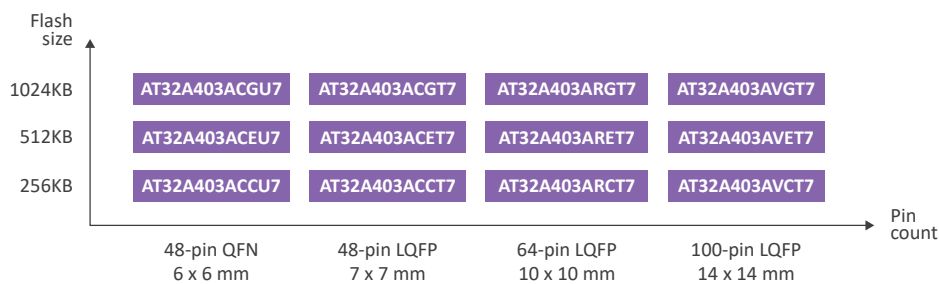 Flash
size
1024KB AT32A403ACGU7 AT32A403ACGT7 AT32A403ARGT7 AT32A403AVGT7
512KB AT32A403ACEU7 AT32A403ACET7 AT32A403ARET7 AT32A403AVET7
256KB AT32A403ACCU7 AT32A403ACCT7 AT32A403ARCT7 AT32A403AVCT7
Pin
count
48-pin QFN 48-pin LQFP 64-pin LQFP 100-pin LQFP
6 x 6 mm 7 x 7 mm 10 x 10 mm 14 x 14 mm